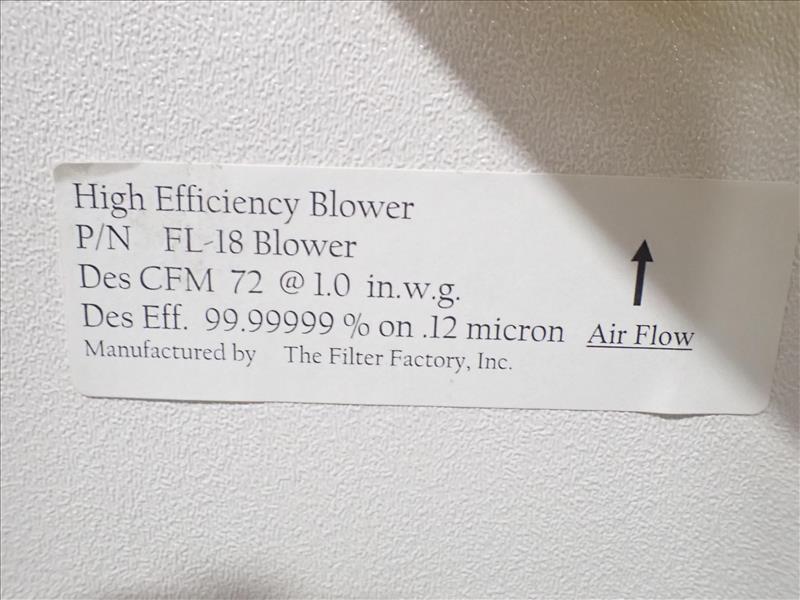 High Efficiency Blower
P/N FL-18 Blower
Des CFM 72 @ 1.0 in.w.g.
Des Eff. 99.99999 % on .12 micron Air Flow
Manufactured by The Filter Factory, Inc.